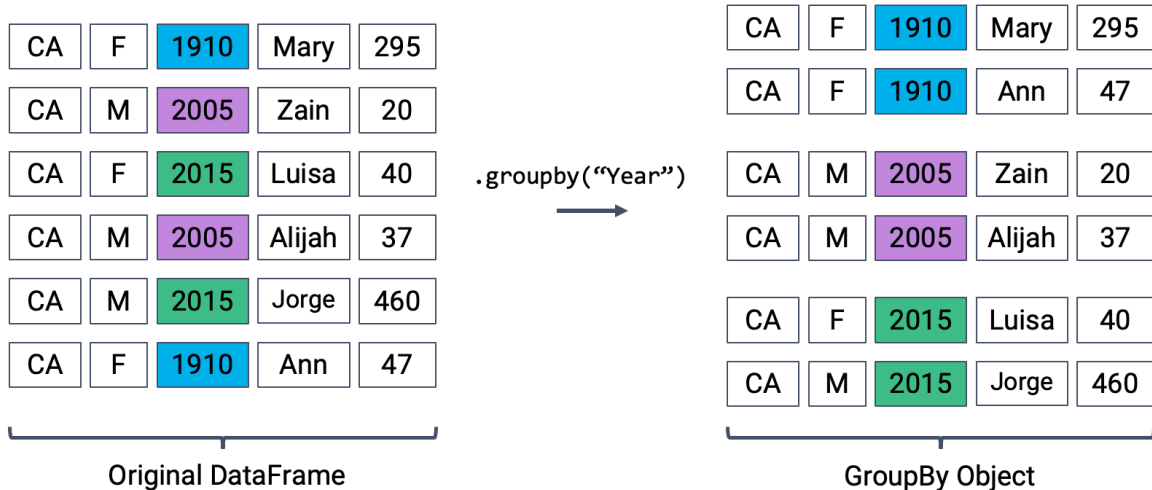 CA F 1910 Mary 295
CA M 2005 Zain 20
CA F 2015 Luisa 40
CA M 2005 Alijah 37
CA M 2015 Jorge 460
CA F 1910 Ann 47
Original DataFrame
.groupby(“Year”)
CA F 1910 Mary 295
CA F 1910 Ann 47
CA M 2005 Zain 20
CA M 2005 Alijah 37
CA F 2015 Luisa 40
CA M 2015 Jorge 460
GroupBy Object